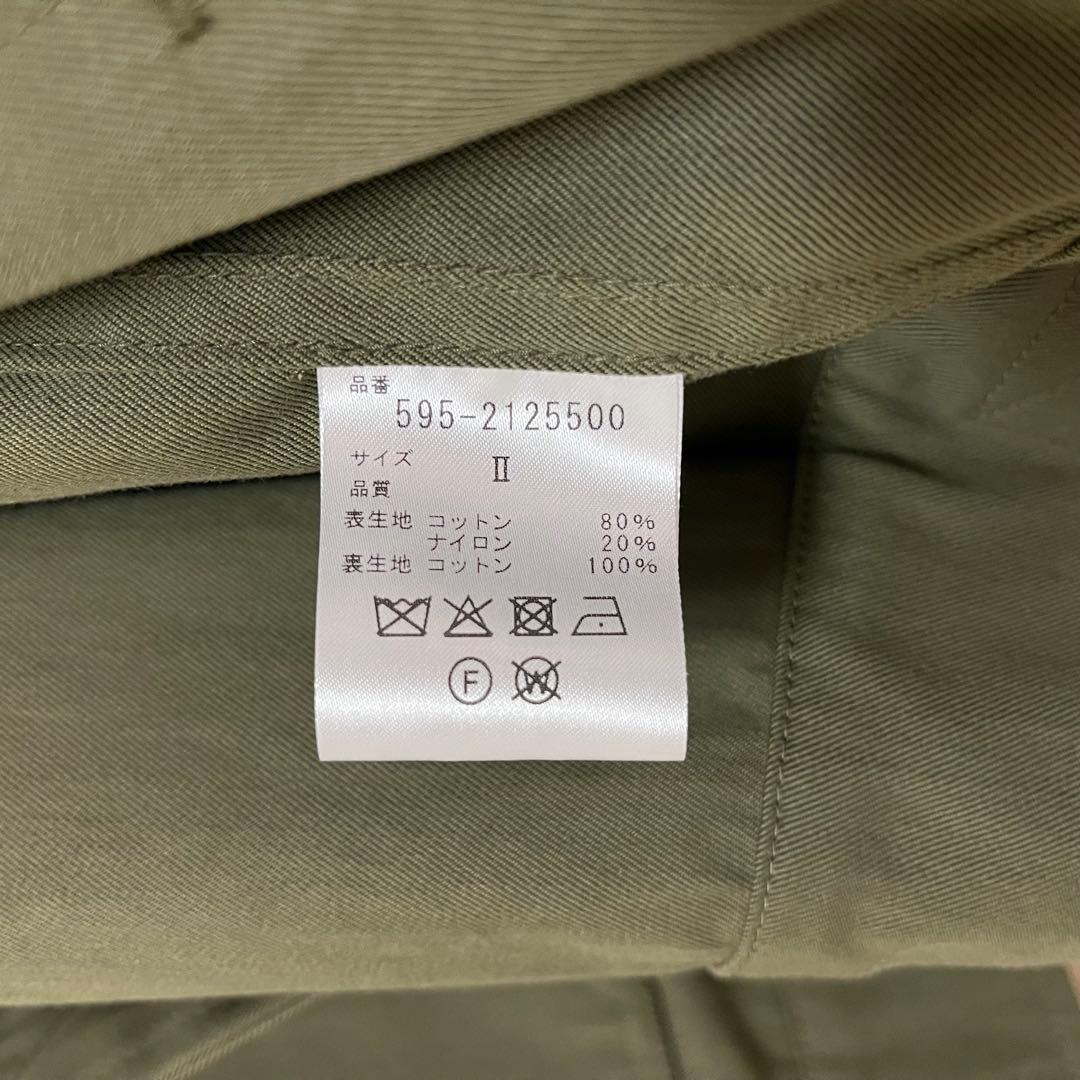 品番
595-2125500
サイズ Ⅱ
品質
表生地 コットン 80%
ナイロン 20%
裏生地 コットン 100%
F W